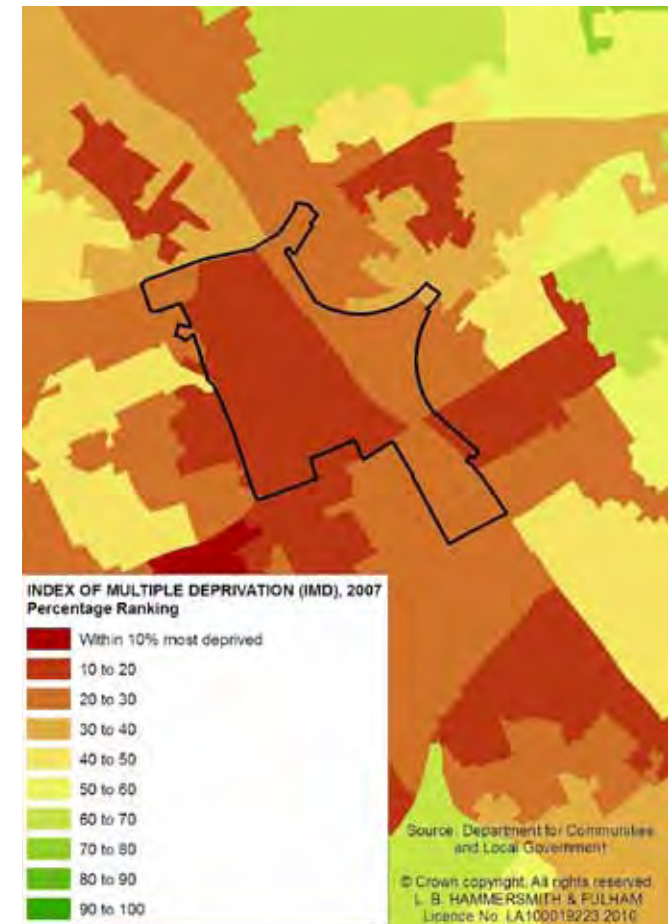 INDEX OF MULTIPLE DEPRIVATION (IMD), 2007
Percentage Ranking
Within 10% most deprived
10 to 20
20 to 30
30 to 40
40 to 50
50 to 60
60 to 70
70 to 80
80 to 90
90 to 100
Source: Department for Communities
and Local Government
© Crown copyright. All rights reserved
L. B. HAMMERSMITH & FULHAM
Licence No. LA100019223 2010